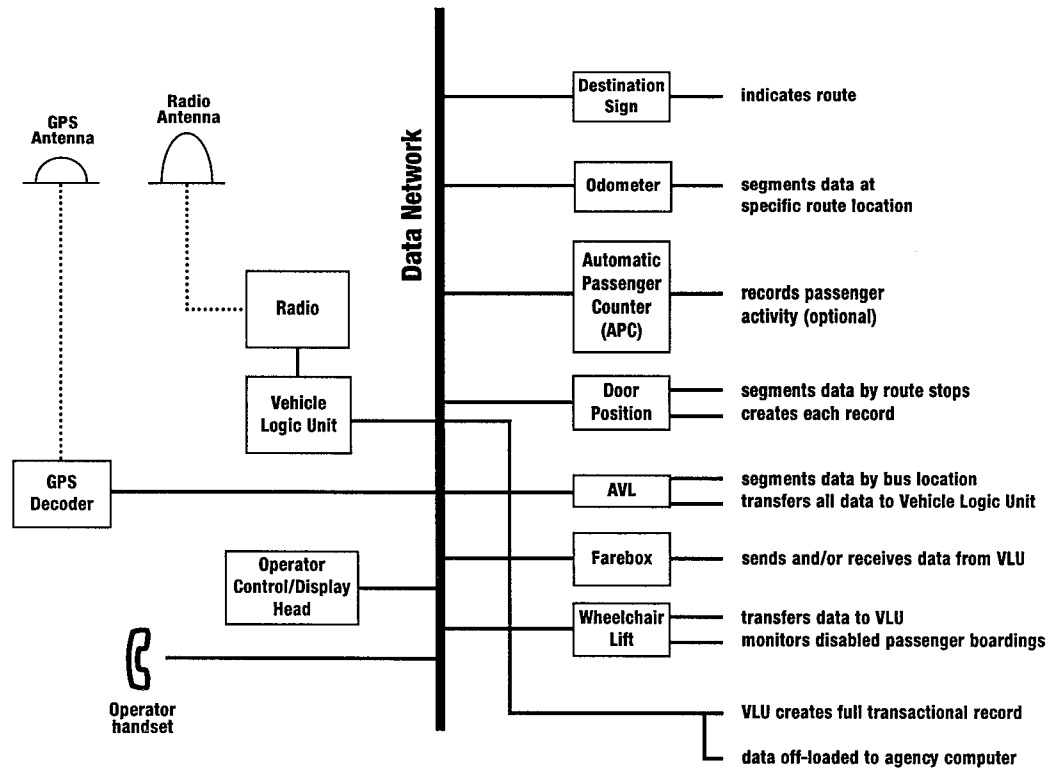 GPS
Antenna
Radio
Antenna
Radio
Vehicle
Logic Unit
GPS
Decoder
Operator
Control/Display
Head
Operator
handset
Data Network
Destination
Sign
indicates route
Odometer
segments data at
specific route location
Automatic
Passenger
Counter
(APC)
records passenger
activity (optional)
Door
Position
segments data by route stops
creates each record
AVL
segments data by bus location
transfers all data to Vehicle Logic Unit
Farebox
sends and/or receives data from VLU
Wheelchair
Lift
transfers data to VLU
monitors disabled passenger boardings
VLU creates full transactional record
data off-loaded to agency computer